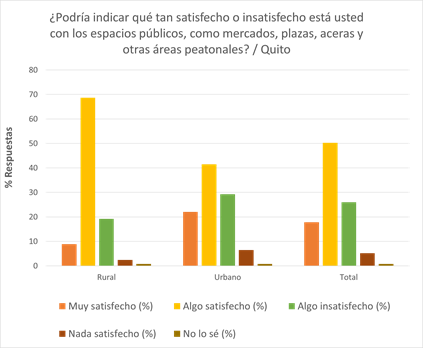 ¿Podría indicar qué tan satisfecho o insatisfecho está usted
con los espacios públicos, como mercados, plazas, aceras y
otras áreas peatonales? / Quito
% Respuestas
80
70
60
50
40
30
20
10
0
Rural Urbano Total
Muy satisfecho (%) Algo satisfecho (%) Algo insatisfecho (%)
Nada satisfecho (%) No lo sé (%)